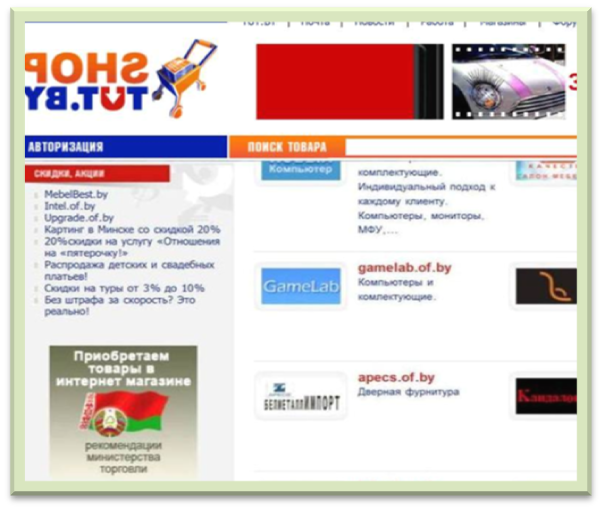 TUT.BY | Почта | Новости | Работа | Магазины
SHOP
TUT.BY
АВТОРИЗАЦИЯ
ПОИСК ТОВАРА
СКИДКИ, АКЦИИ
MebelBest.by
Intel.of.by
Upgrade.of.by
Картинг в Минске со скидкой 20%
20%скидки на услугу «Отношения
на «пятерочку!»
Распродажа детских и свадебных
платьев!
Скидки на туры от 3% до 10%
Без штрафа за скорость? Это
реально!
Приобретаем
товары в
интернет магазине
рекомендации
министерства
торговли
Компьютер
комплектующие.
Индивидуальный подход к
каждому клиенту.
Компьютеры, мониторы,
МФУ,...
GameLab
gamelab.of.by
Компьютеры и
комлектующие.
БЕЛМЕТАЛЛИМПОРТ
apecs.of.by
Дверная фурнитура